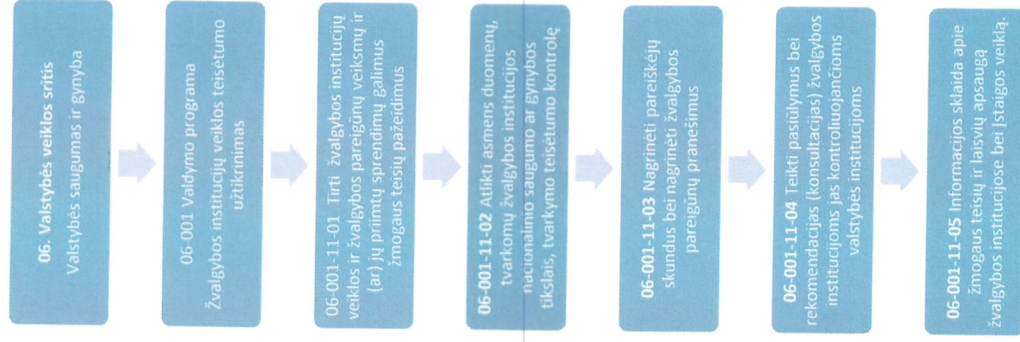 06. Valstybės veiklos sritis
Valstybės saugumas ir gynyba
06-001 Valdymo programa
Žvalgybos institucijų veiklos teisėtumo
užtikrinimas
06-001-11-01 Tirti žvalgybos institucijų
veiklos ir žvalgybos pareigūnų veiksmų ir
(ar) jų priimtų sprendimų galimus
žmogaus teisių pažeidimus
06-001-11-02 Atlikti asmens duomenų,
tvarkomų žvalgybos institucijos
nacionalinio saugumo ar gynybos
tikslais, tvarkymo teisėtumo kontrolę
06-001-11-03 Nagrinėti pareiškėjų
skundus bei nagrinėti žvalgybos
pareigūnų pranešimus
06-001-11-04 Teikti pasiūlymus bei
rekomendacijas (konsultacijas) žvalgybos
institucijoms jas kontroliuojančioms
valstybės institucijoms
06-001-11-05 Informacijos sklaida apie
žmogaus teisių ir laisvių apsaugą
žvalgybos institucijose bei Įstaigos veiklą.